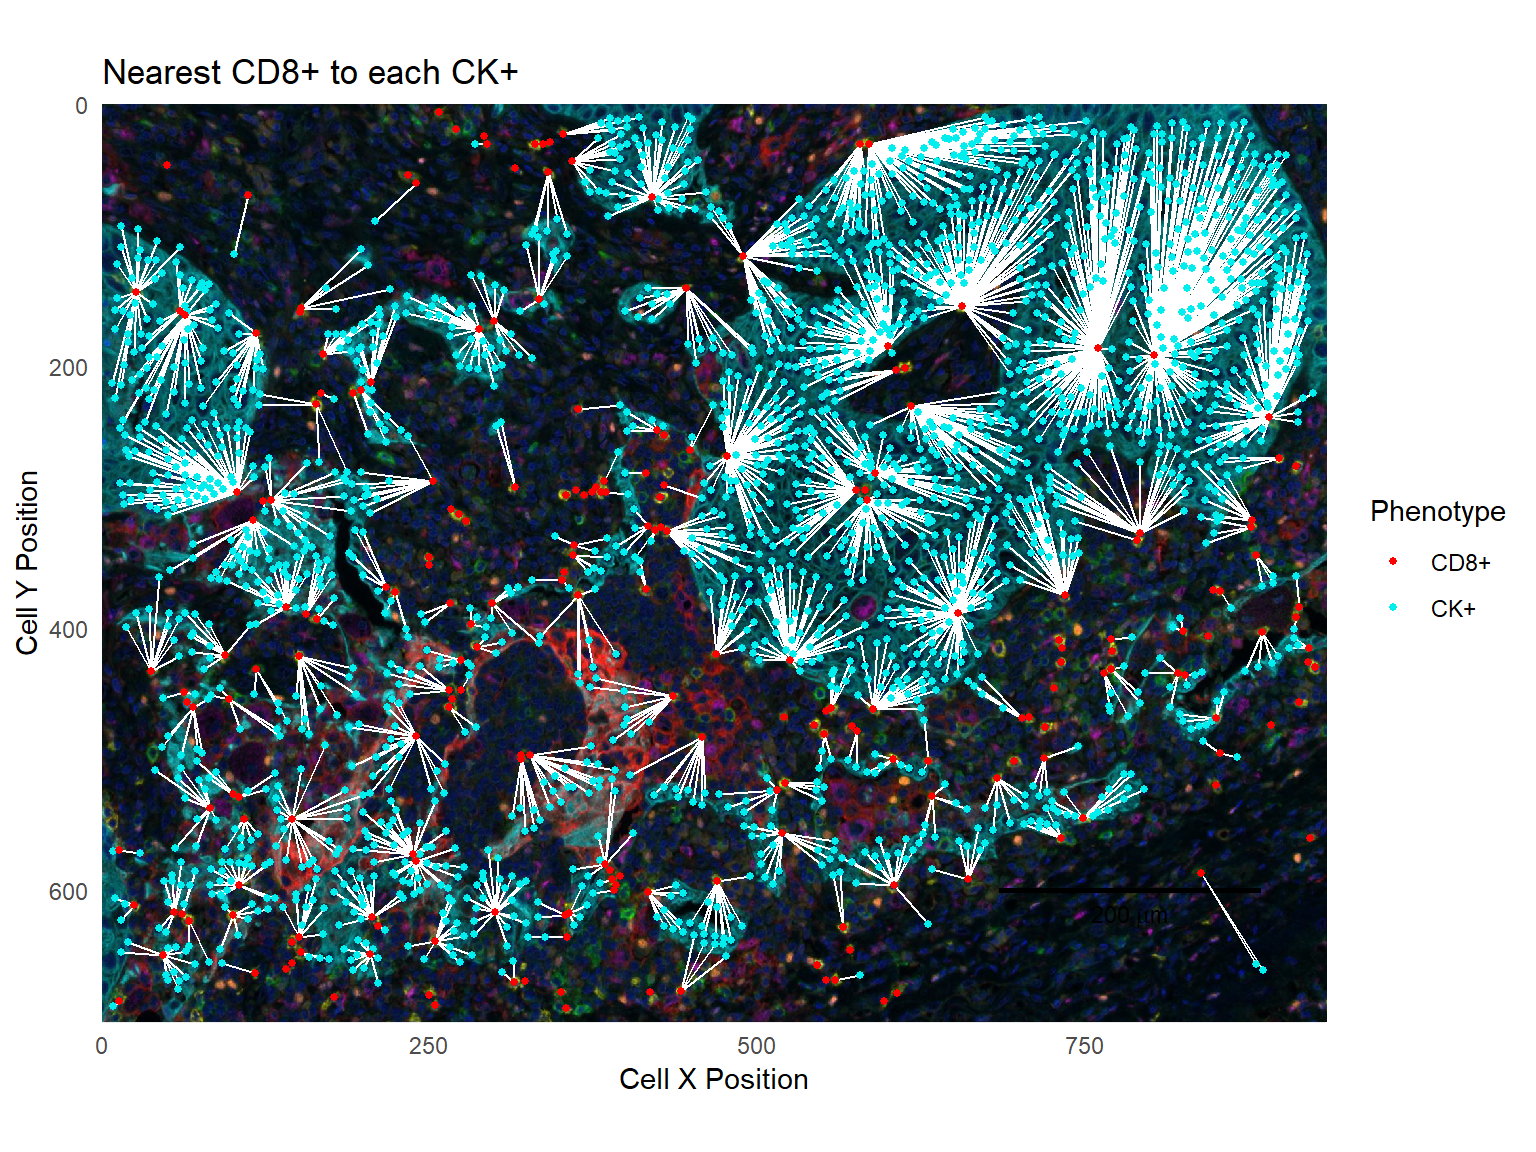 Nearest CD8+ to each CK+
0
200
400
600
Cell Y Position
0
250
500
750
Cell X Position
200 μm
Phenotype
CD8+
CK+